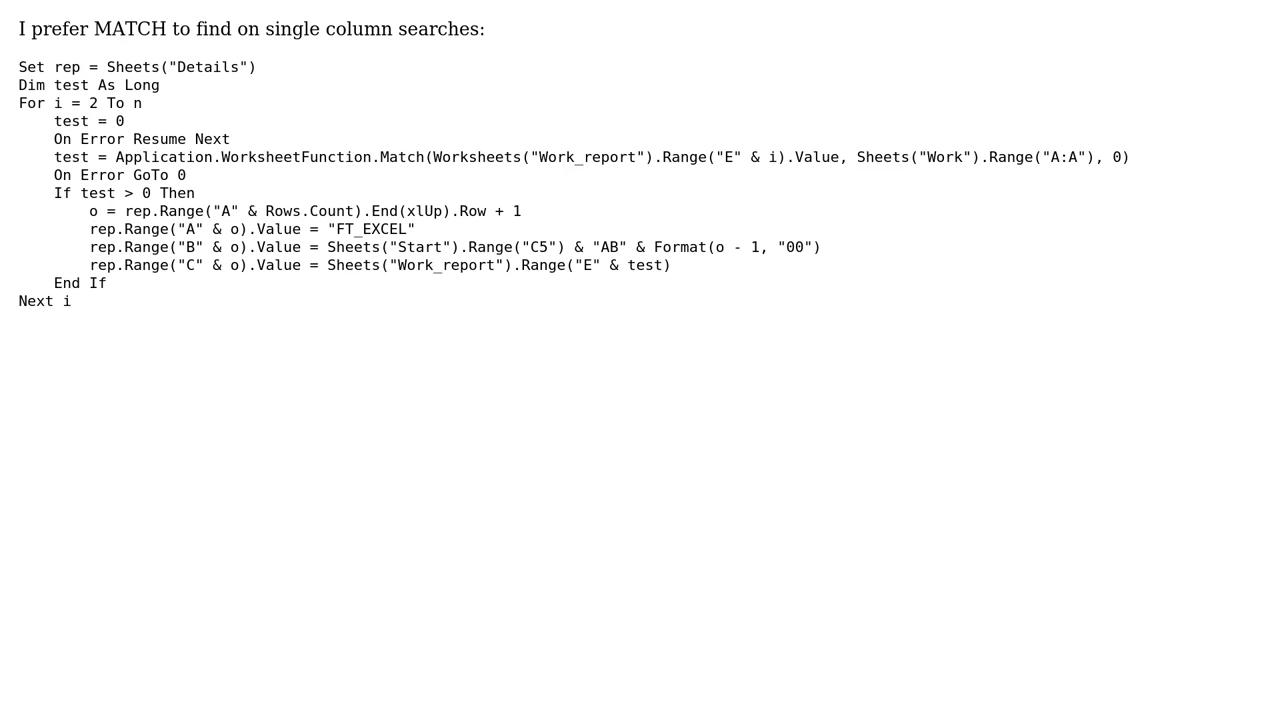 I prefer MATCH to find on single column searches:
Set rep = Sheets("Details")
Dim test As Long
For i = 2 To n
    test = 0
    On Error Resume Next
    test = Application.WorksheetFunction.Match(Worksheets("Work_report").Range("E" & i).Value, Sheets("Work").Range("A:A"), 0)
    On Error GoTo 0
    If test > 0 Then
        o = rep.Range("A" & Rows.Count).End(xlUp).Row + 1
        rep.Range("A" & o).Value = "FT_EXCEL"
        rep.Range("B" & o).Value = Sheets("Start").Range("C5") & "AB" & Format(o - 1, "00")
        rep.Range("C" & o).Value = Sheets("Work_report").Range("E" & test)
    End If
Next i